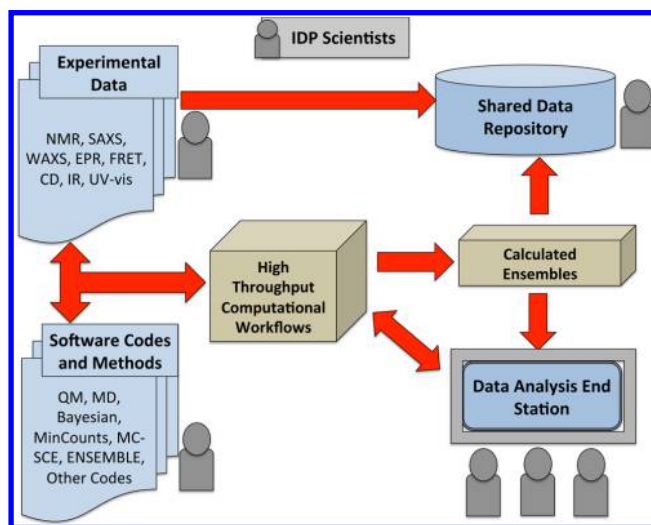 IDP Scientists
Experimental
Data
NMR, SAXS,
WAXS, EPR, FRET,
CD, IR, UV-vis
Shared Data
Repository
High
Throughput
Computational
Workflows
Calculated
Ensembles
Software Codes
and Methods
QM, MD,
Bayesian,
MinCounts, MC-
SCE, ENSEMBLE,
Other Codes
Data Analysis End
Station